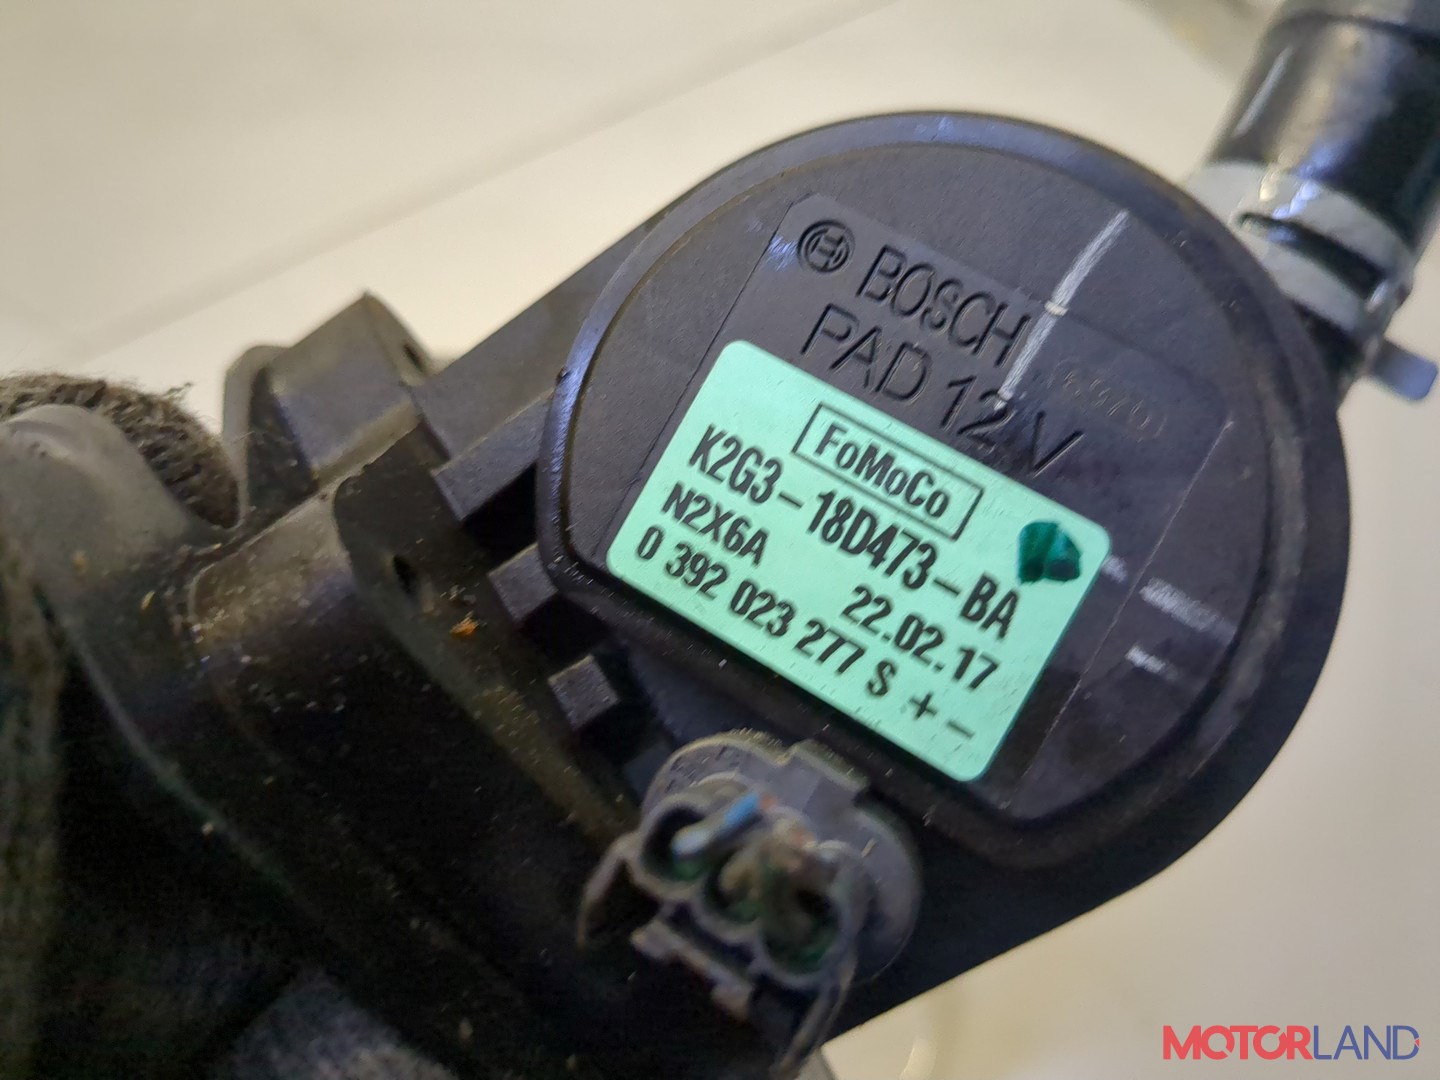 BOSCH
PAD 12 V
FoMoCo
K2G3-18D473-BA
N2X6A 22.02.17
0 392 023 277 S + -
MOTORLAND